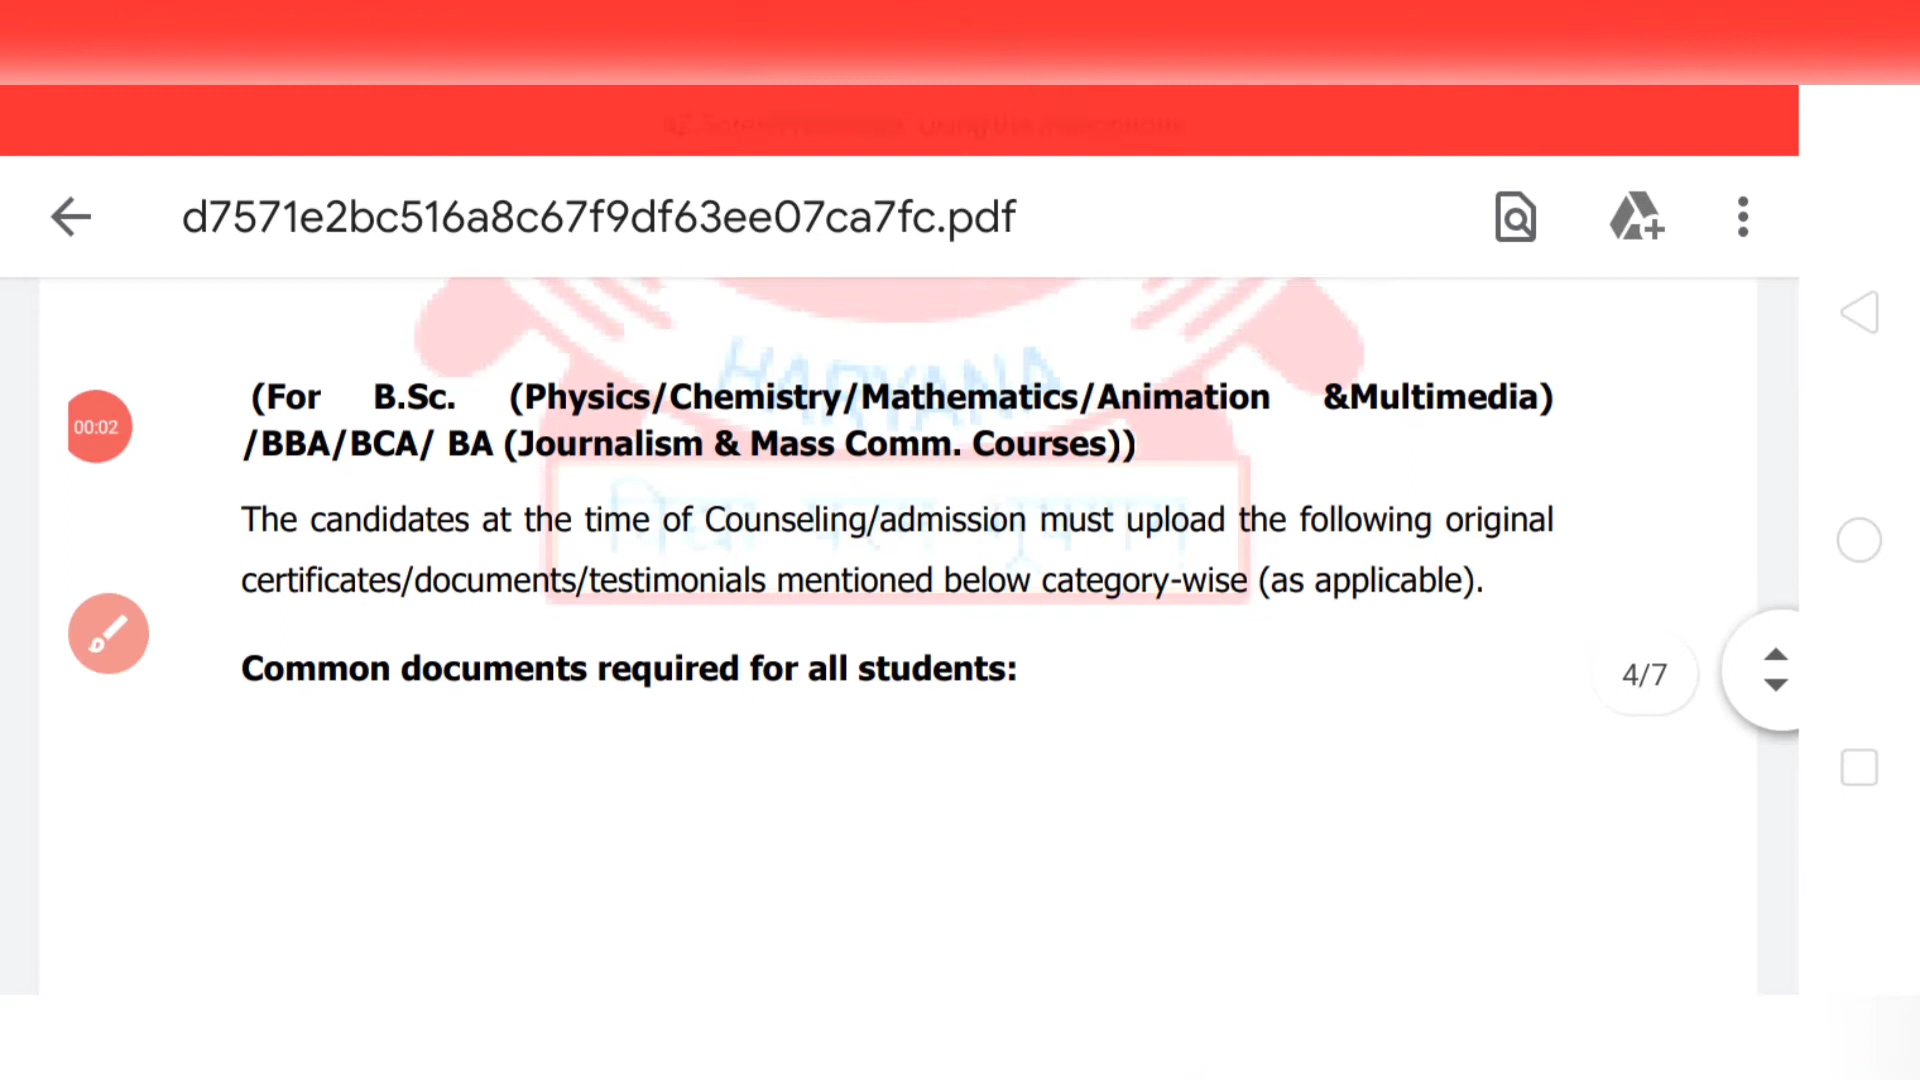 d7571e2bc516a8c67f9df63ee07ca7fc.pdf
HARYANA
00:02
(For B.Sc. (Physics/Chemistry/Mathematics/Animation &Multimedia)
/BBA/BCA/ BA (Journalism & Mass Comm. Courses))
The candidates at the time of Counseling/admission must upload the following original
certificates/documents/testimonials mentioned below category-wise (as applicable).
Common documents required for all students:
4/7